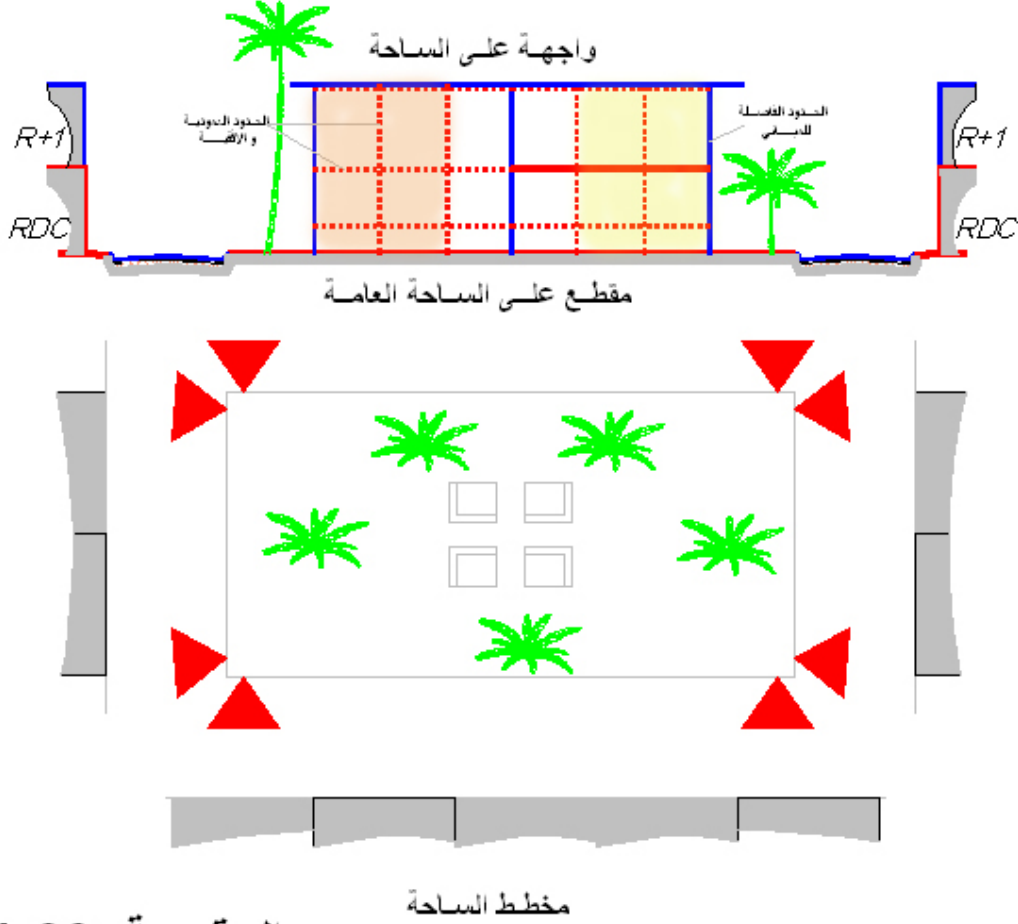 واجهة على الساحة
الحدود العمودية
و الأفقية
الحدود الفاصلة
للمباني
R+1
R+1
RDC
RDC
مقطع على الساحة العامة
مخطط الساحة